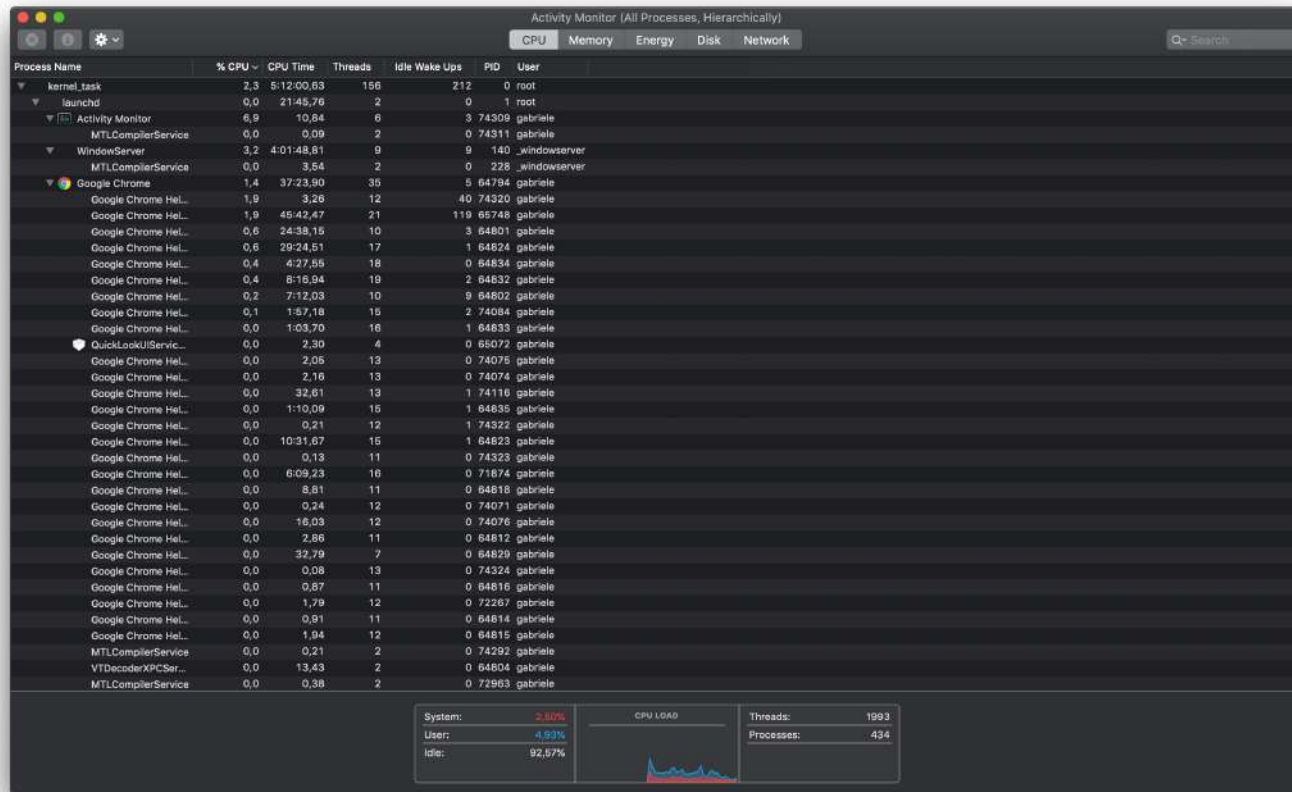 Activity Monitor (All Processes, Hierarchically)
CPU Memory Energy Disk Network
Search
Process Name % CPU CPU Time Threads Idle Wake Ups PID User
kernel_task 2,3 5:12:00,63 156 212 0 root
launchd 0,0 21:45,76 2 0 1 root
Activity Monitor 6,9 10,84 6 3 74309 gabriele
MTLCompilerService 0,0 0,09 2 0 74311 gabriele
WindowServer 3,2 4:01:48,81 9 9 140 _windowserver
MTLCompilerService 0,0 3,54 2 0 228 _windowserver
Google Chrome 1,4 37:23,90 35 5 64794 gabriele
Google Chrome Hel... 1,9 3,26 12 40 74320 gabriele
Google Chrome Hel... 1,9 45:42,47 21 119 65748 gabriele
Google Chrome Hel... 0,6 24:38,15 10 3 64801 gabriele
Google Chrome Hel... 0,6 29:24,51 17 1 64824 gabriele
Google Chrome Hel... 0,4 4:27,55 18 0 64834 gabriele
Google Chrome Hel... 0,4 8:16,94 19 2 64832 gabriele
Google Chrome Hel... 0,2 7:12,03 10 9 64802 gabriele
Google Chrome Hel... 0,1 1:57,18 15 2 74084 gabriele
Google Chrome Hel... 0,0 1:03,70 16 1 64833 gabriele
QuickLookUIServic... 0,0 2,30 4 0 65072 gabriele
Google Chrome Hel... 0,0 2,05 13 0 74075 gabriele
Google Chrome Hel... 0,0 2,16 13 0 74074 gabriele
Google Chrome Hel... 0,0 32,61 13 1 74116 gabriele
Google Chrome Hel... 0,0 1:10,09 15 1 64835 gabriele
Google Chrome Hel... 0,0 0,21 12 1 74322 gabriele
Google Chrome Hel... 0,0 10:31,67 15 1 64823 gabriele
Google Chrome Hel... 0,0 0,13 11 0 74323 gabriele
Google Chrome Hel... 0,0 6:09,23 16 0 71874 gabriele
Google Chrome Hel... 0,0 8,81 11 0 64818 gabriele
Google Chrome Hel... 0,0 0,24 12 0 74071 gabriele
Google Chrome Hel... 0,0 16,03 12 0 74076 gabriele
Google Chrome Hel... 0,0 2,86 11 0 64812 gabriele
Google Chrome Hel... 0,0 32,79 7 0 64829 gabriele
Google Chrome Hel... 0,0 0,08 13 0 74324 gabriele
Google Chrome Hel... 0,0 0,87 11 0 64816 gabriele
Google Chrome Hel... 0,0 1,79 12 0 72267 gabriele
Google Chrome Hel... 0,0 0,91 11 0 64814 gabriele
Google Chrome Hel... 0,0 1,94 12 0 64815 gabriele
MTLCompilerService 0,0 0,21 2 0 74292 gabriele
VTDecoderXPCSer... 0,0 13,43 2 0 64804 gabriele
MTLCompilerService 0,0 0,38 2 0 72963 gabriele
System: 2,50% CPU LOAD Threads: 1993
User: 4,93% Processes: 434
Idle: 92,57%